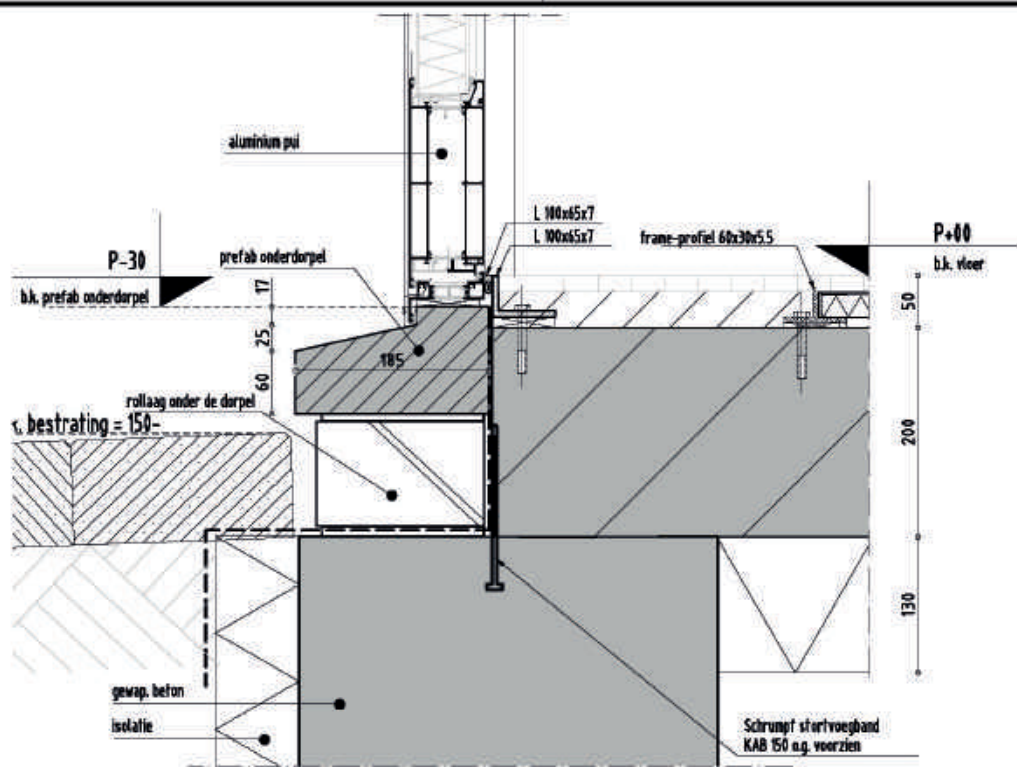 aluminium pui
L 100x65x7
L 100x65x7
frame-profiel 60x30x5.5
P+00
b.k. vloer
P-30
b.k. prefab onderdorpel
prefab onderdorpel
17
25
60
185
50
200
130
rollaag onder de dorpel
. bestrating = 150-
gewap. beton
isolatie
Schrumpf stortvoegband
KAB 150 o.g. voorzien